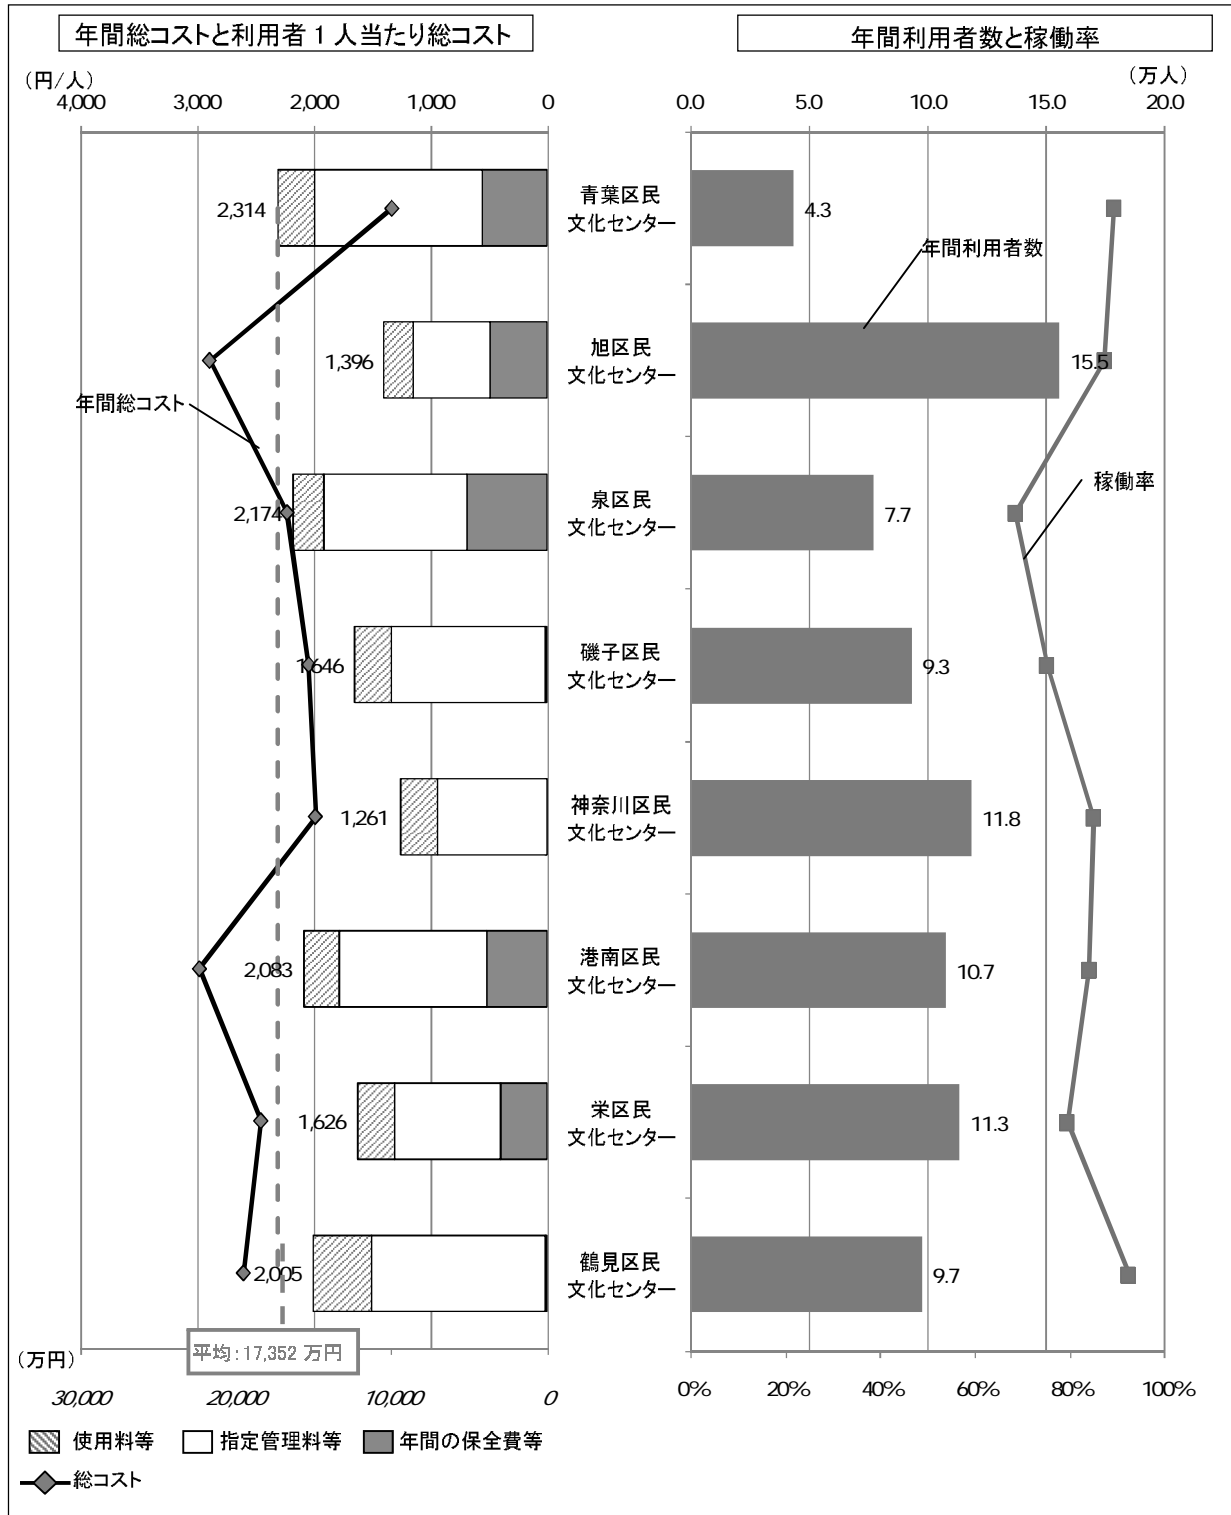 年間総コストと利用者1人当たり総コスト
年間利用者数と稼働率
(円/人)
(万人)
4,000 3,000 2,000 1,000 0
0.0 5.0 10.0 15.0 20.0
2,314
青葉区民
文化センター
4.3
年間利用者数
1,396
旭区民
文化センター
15.5
年間総コスト
2,174
泉区民
文化センター
7.7
稼働率
1,646
磯子区民
文化センター
9.3
1,261
神奈川区民
文化センター
11.8
2,083
港南区民
文化センター
10.7
1,626
栄区民
文化センター
11.3
2,005
鶴見区民
文化センター
9.7
平均:17,352 万円
(万円)
30,000 20,000 10,000 0
0% 20% 40% 60% 80% 100%
使用料等 指定管理料等 年間の保全費等
総コスト